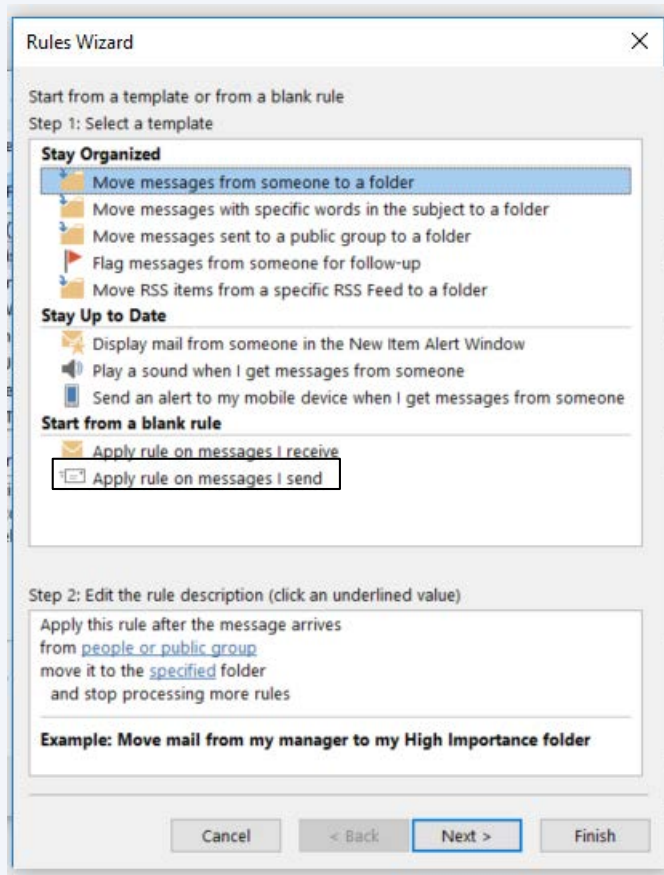 Rules Wizard
Start from a template or from a blank rule
Step 1: Select a template
Stay Organized
Move messages from someone to a folder
Move messages with specific words in the subject to a folder
Move messages sent to a public group to a folder
Flag messages from someone for follow-up
Move RSS items from a specific RSS Feed to a folder
Stay Up to Date
Display mail from someone in the New Item Alert Window
Play a sound when I get messages from someone
Send an alert to my mobile device when I get messages from someone
Start from a blank rule
Apply rule on messages I receive
Apply rule on messages I send
Step 2: Edit the rule description (click an underlined value)
Apply this rule after the message arrives
from people or public group
move it to the specified folder
and stop processing more rules
Example: Move mail from my manager to my High Importance folder
Cancel < Back Next > Finish